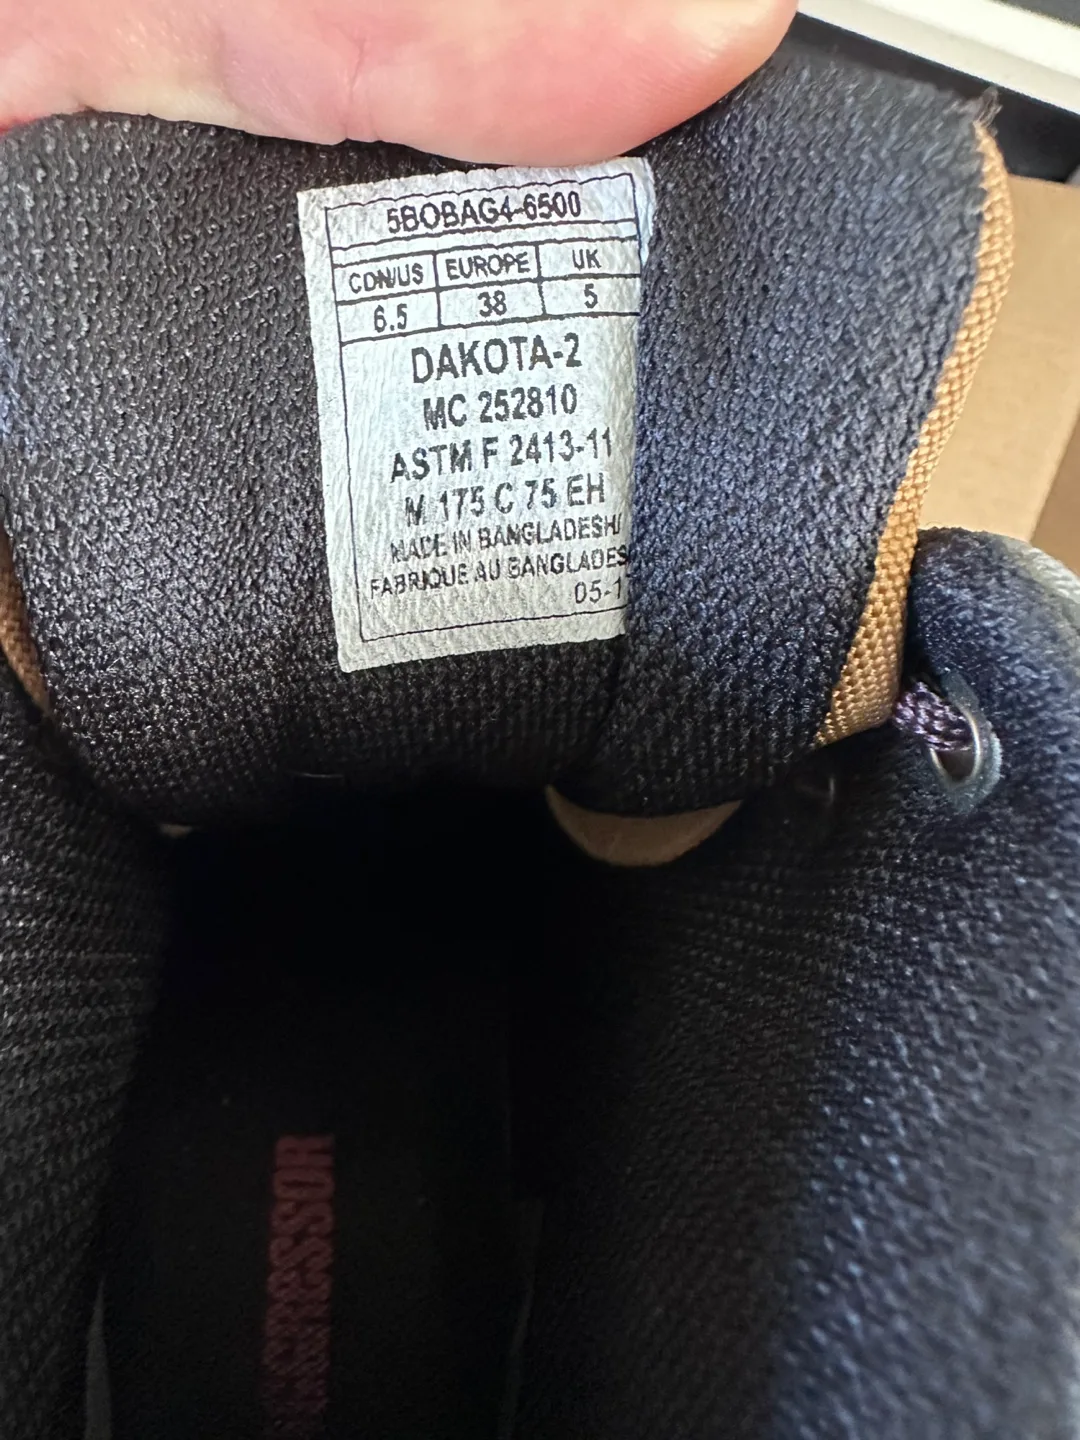 5BOBAG4-6500
CDN/US EUROPE UK
6.5 38 5
DAKOTA-2
MC 252810
ASTM F 2413-11
M 175 C 75 EH
MADE IN BANGLADESH/
FABRIQUE AU BANGLADES
05-1